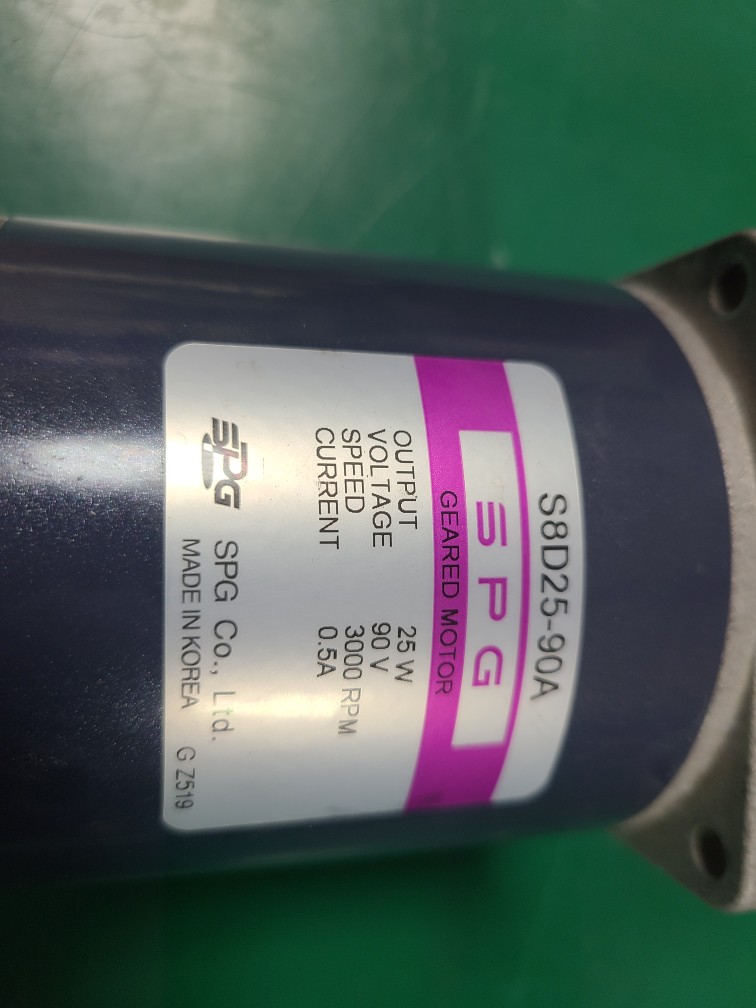 S8D25-90A
SPG
GEARED MOTOR
OUTPUT 25 W
VOLTAGE 90 V
SPEED 3000 RPM
CURRENT 0.5A
SPG SPG Co., Ltd.
MADE IN KOREA G Z519